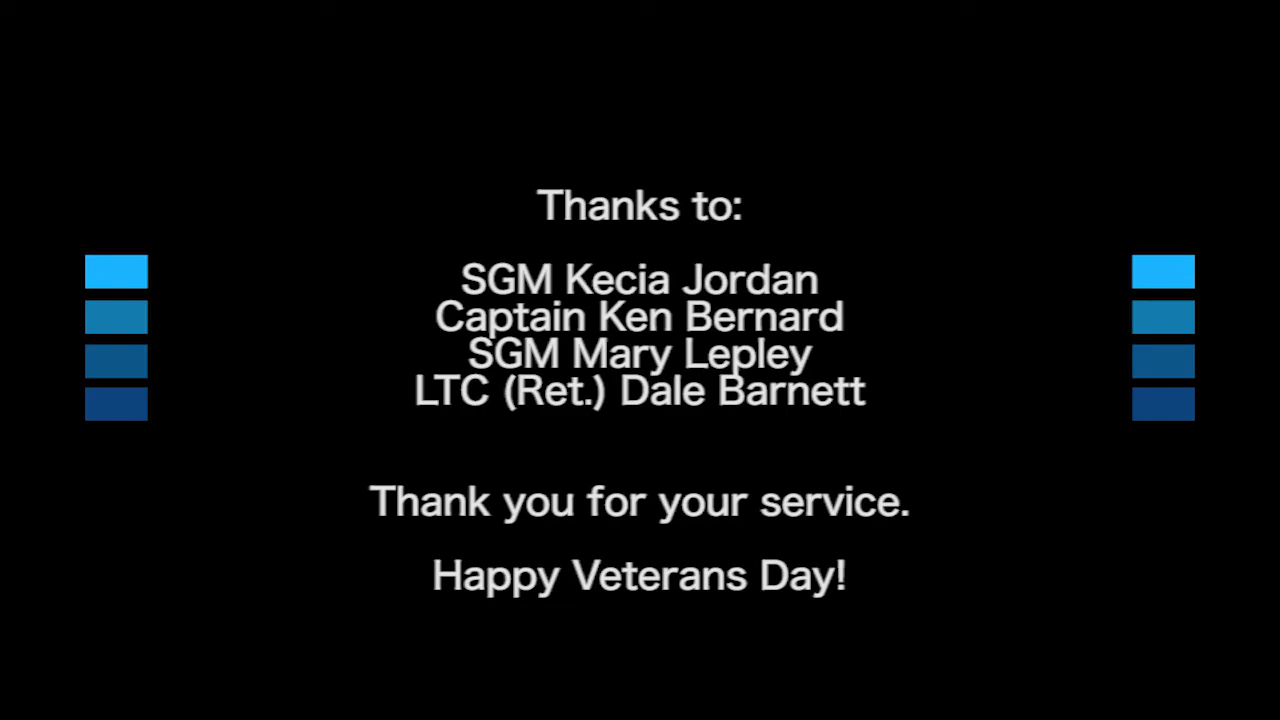 Thanks to:
SGM Kecia Jordan
Captain Ken Bernard
SGM Mary Lepley
LTC (Ret.) Dale Barnett
Thank you for your service.
Happy Veterans Day!